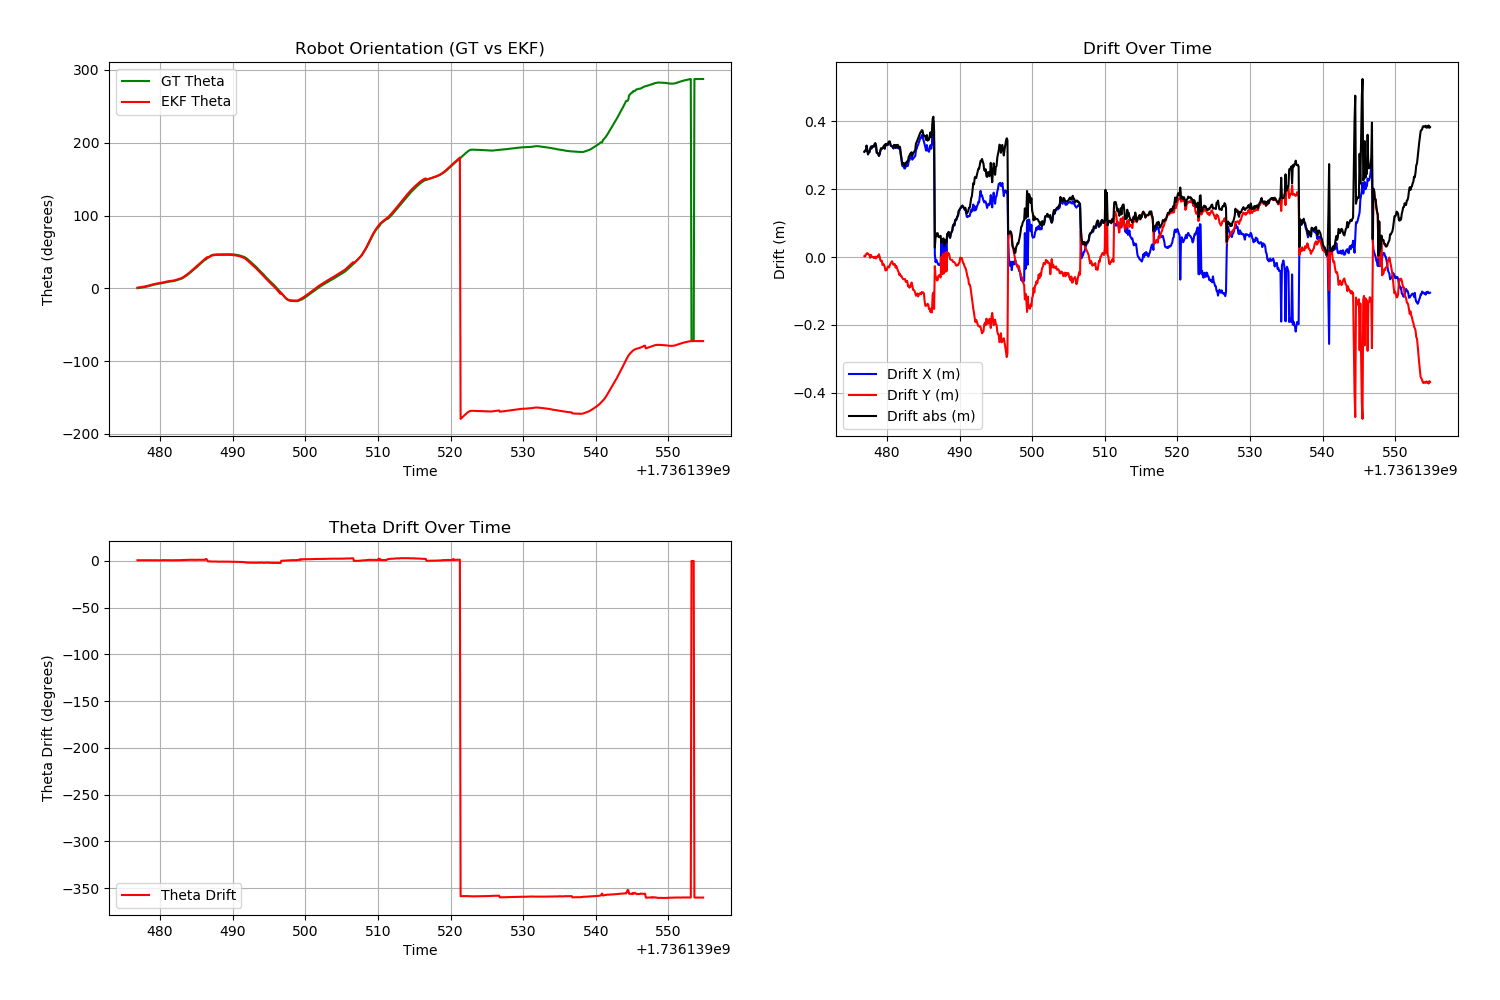 Robot Orientation (GT vs EKF)
GT Theta
EKF Theta
Theta (degrees)
300
200
100
0
−100
−200
480 490 500 510 520 530 540 550
Time
+1.736139e9
Drift Over Time
Drift (m)
0.4
0.2
0.0
−0.2
−0.4
Drift X (m)
Drift Y (m)
Drift abs (m)
480 490 500 510 520 530 540 550
Time
+1.736139e9
Theta Drift Over Time
Theta Drift (degrees)
0
−50
−100
−150
−200
−250
−300
−350
Theta Drift
480 490 500 510 520 530 540 550
Time
+1.736139e9